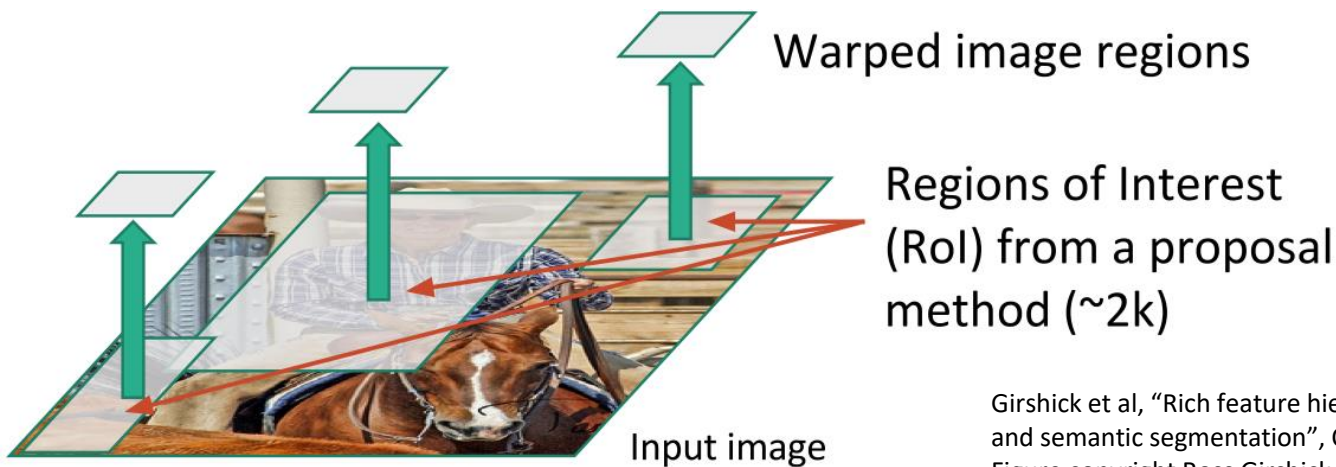 Warped image regions
Regions of Interest
(RoI) from a proposal
method (~2k)
Input image
Girshick et al, “Rich feature hie
and semantic segmentation”, C